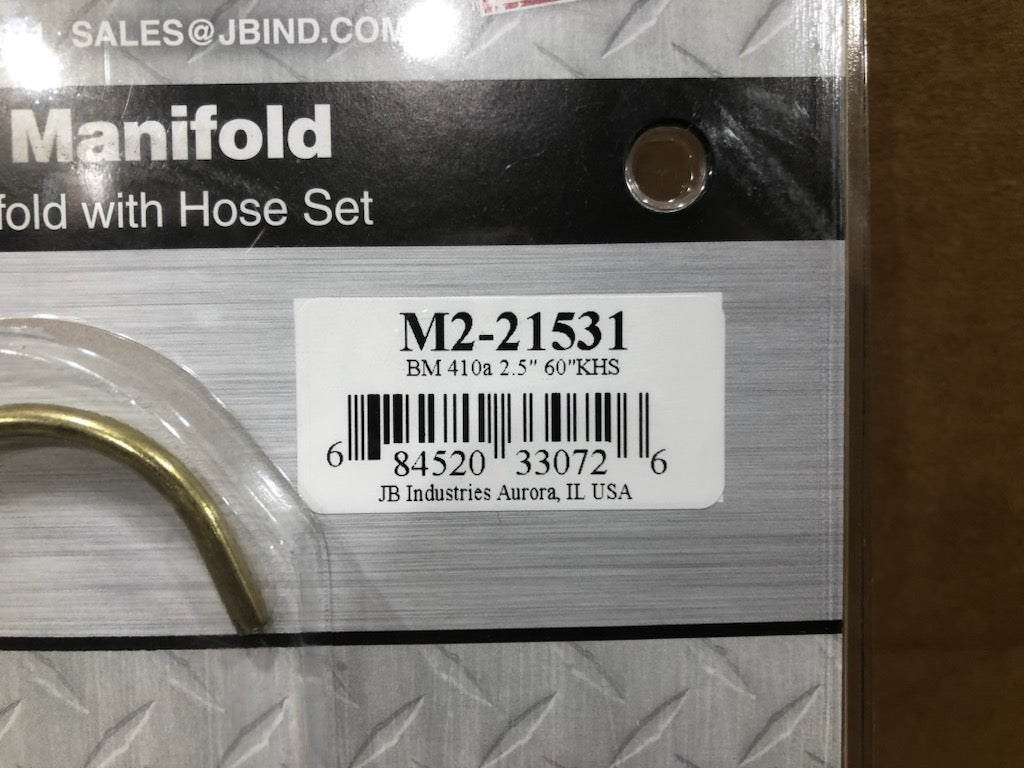 SALES@JBIND.COM
Manifold
fold with Hose Set
M2-21531
BM 410a 2.5" 60"KHS
6 84520 33072 6
JB Industries Aurora, IL USA